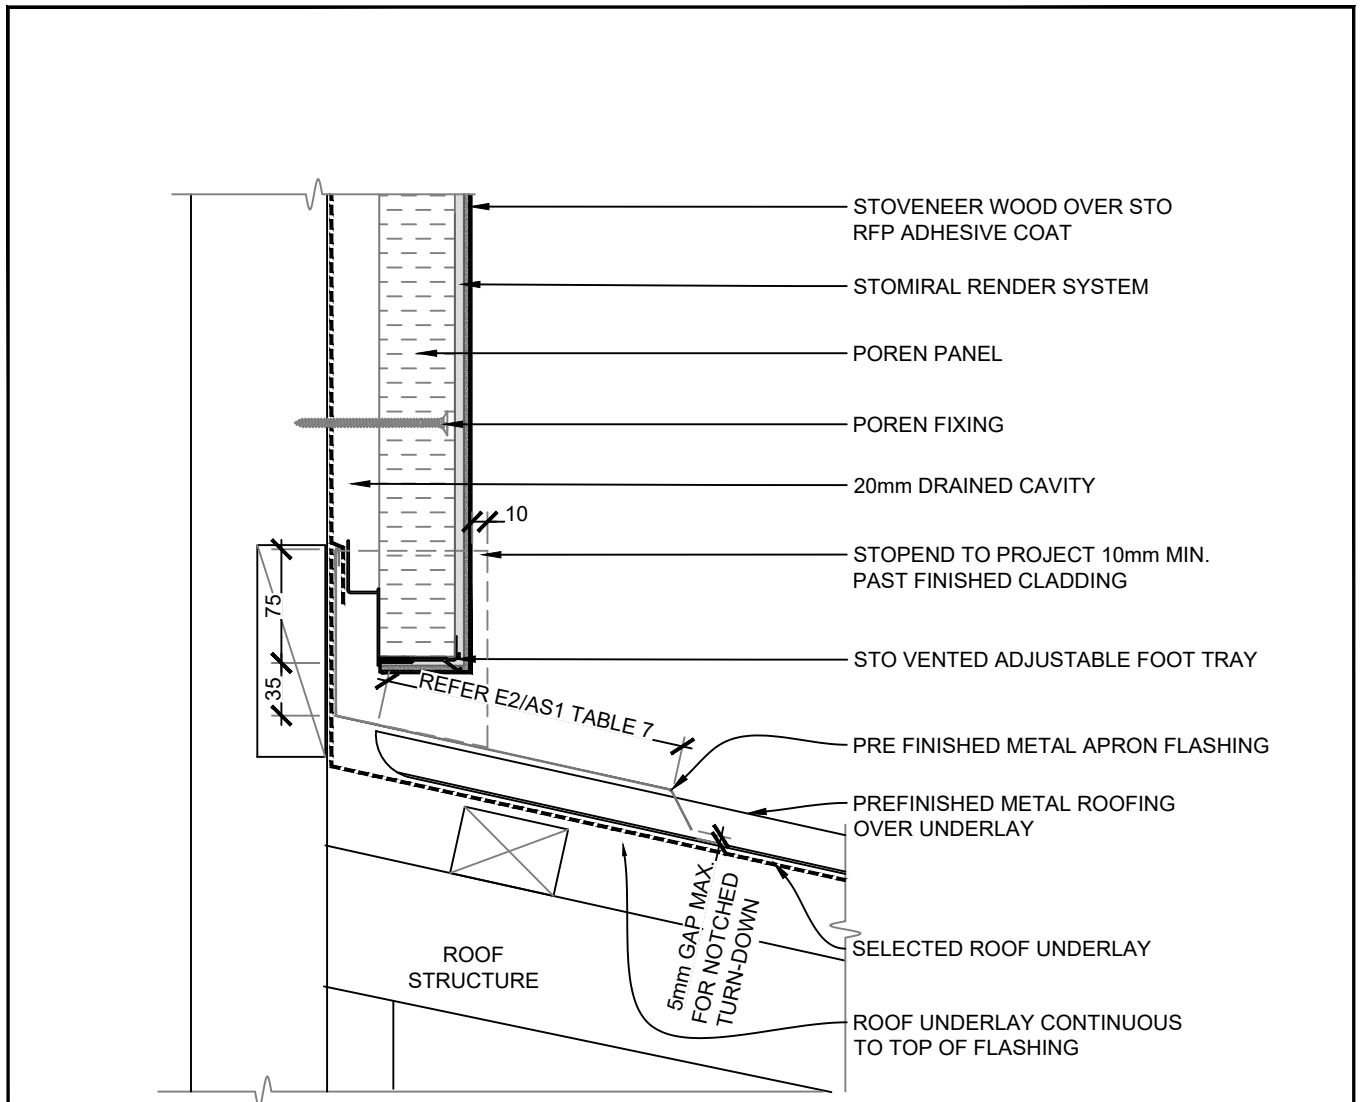 STOVENEER WOOD OVER STO
RFP ADHESIVE COAT
STOMIRAL RENDER SYSTEM
POREN PANEL
POREN FIXING
20mm DRAINED CAVITY
10
STOPEND TO PROJECT 10mm MIN.
PAST FINISHED CLADDING
75
STO VENTED ADJUSTABLE FOOT TRAY
35
REFER E2/AS1 TABLE 7
PRE FINISHED METAL APRON FLASHING
PREFINISHED METAL ROOFING
OVER UNDERLAY
5mm GAP MAX.
FOR NOTCHED
TURN-DOWN
SELECTED ROOF UNDERLAY
ROOF
STRUCTURE
ROOF UNDERLAY CONTINUOUS
TO TOP OF FLASHING